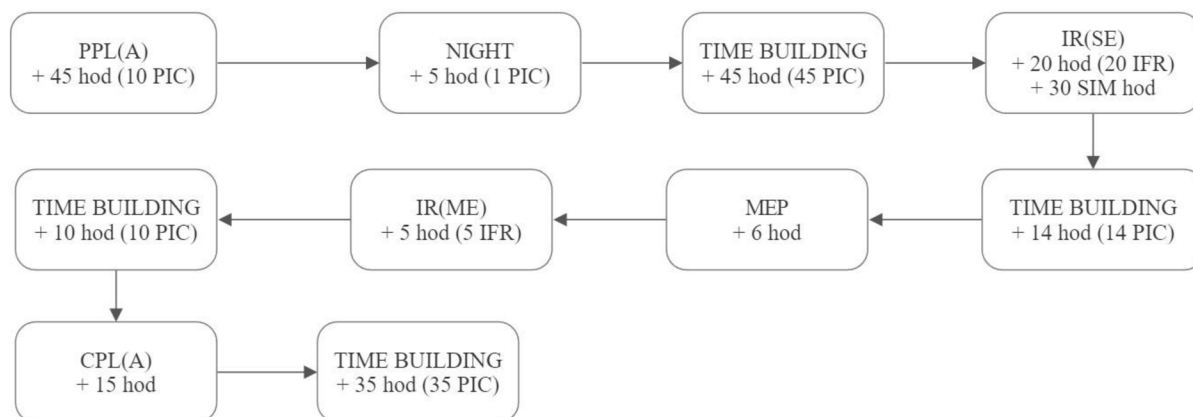 PPL(A)
+ 45 hod (10 PIC)
NIGHT
+ 5 hod (1 PIC)
TIME BUILDING
+ 45 hod (45 PIC)
IR(SE)
+ 20 hod (20 IFR)
+ 30 SIM hod
TIME BUILDING
+ 14 hod (14 PIC)
MEP
+ 6 hod
IR(ME)
+ 5 hod (5 IFR)
TIME BUILDING
+ 10 hod (10 PIC)
CPL(A)
+ 15 hod
TIME BUILDING
+ 35 hod (35 PIC)